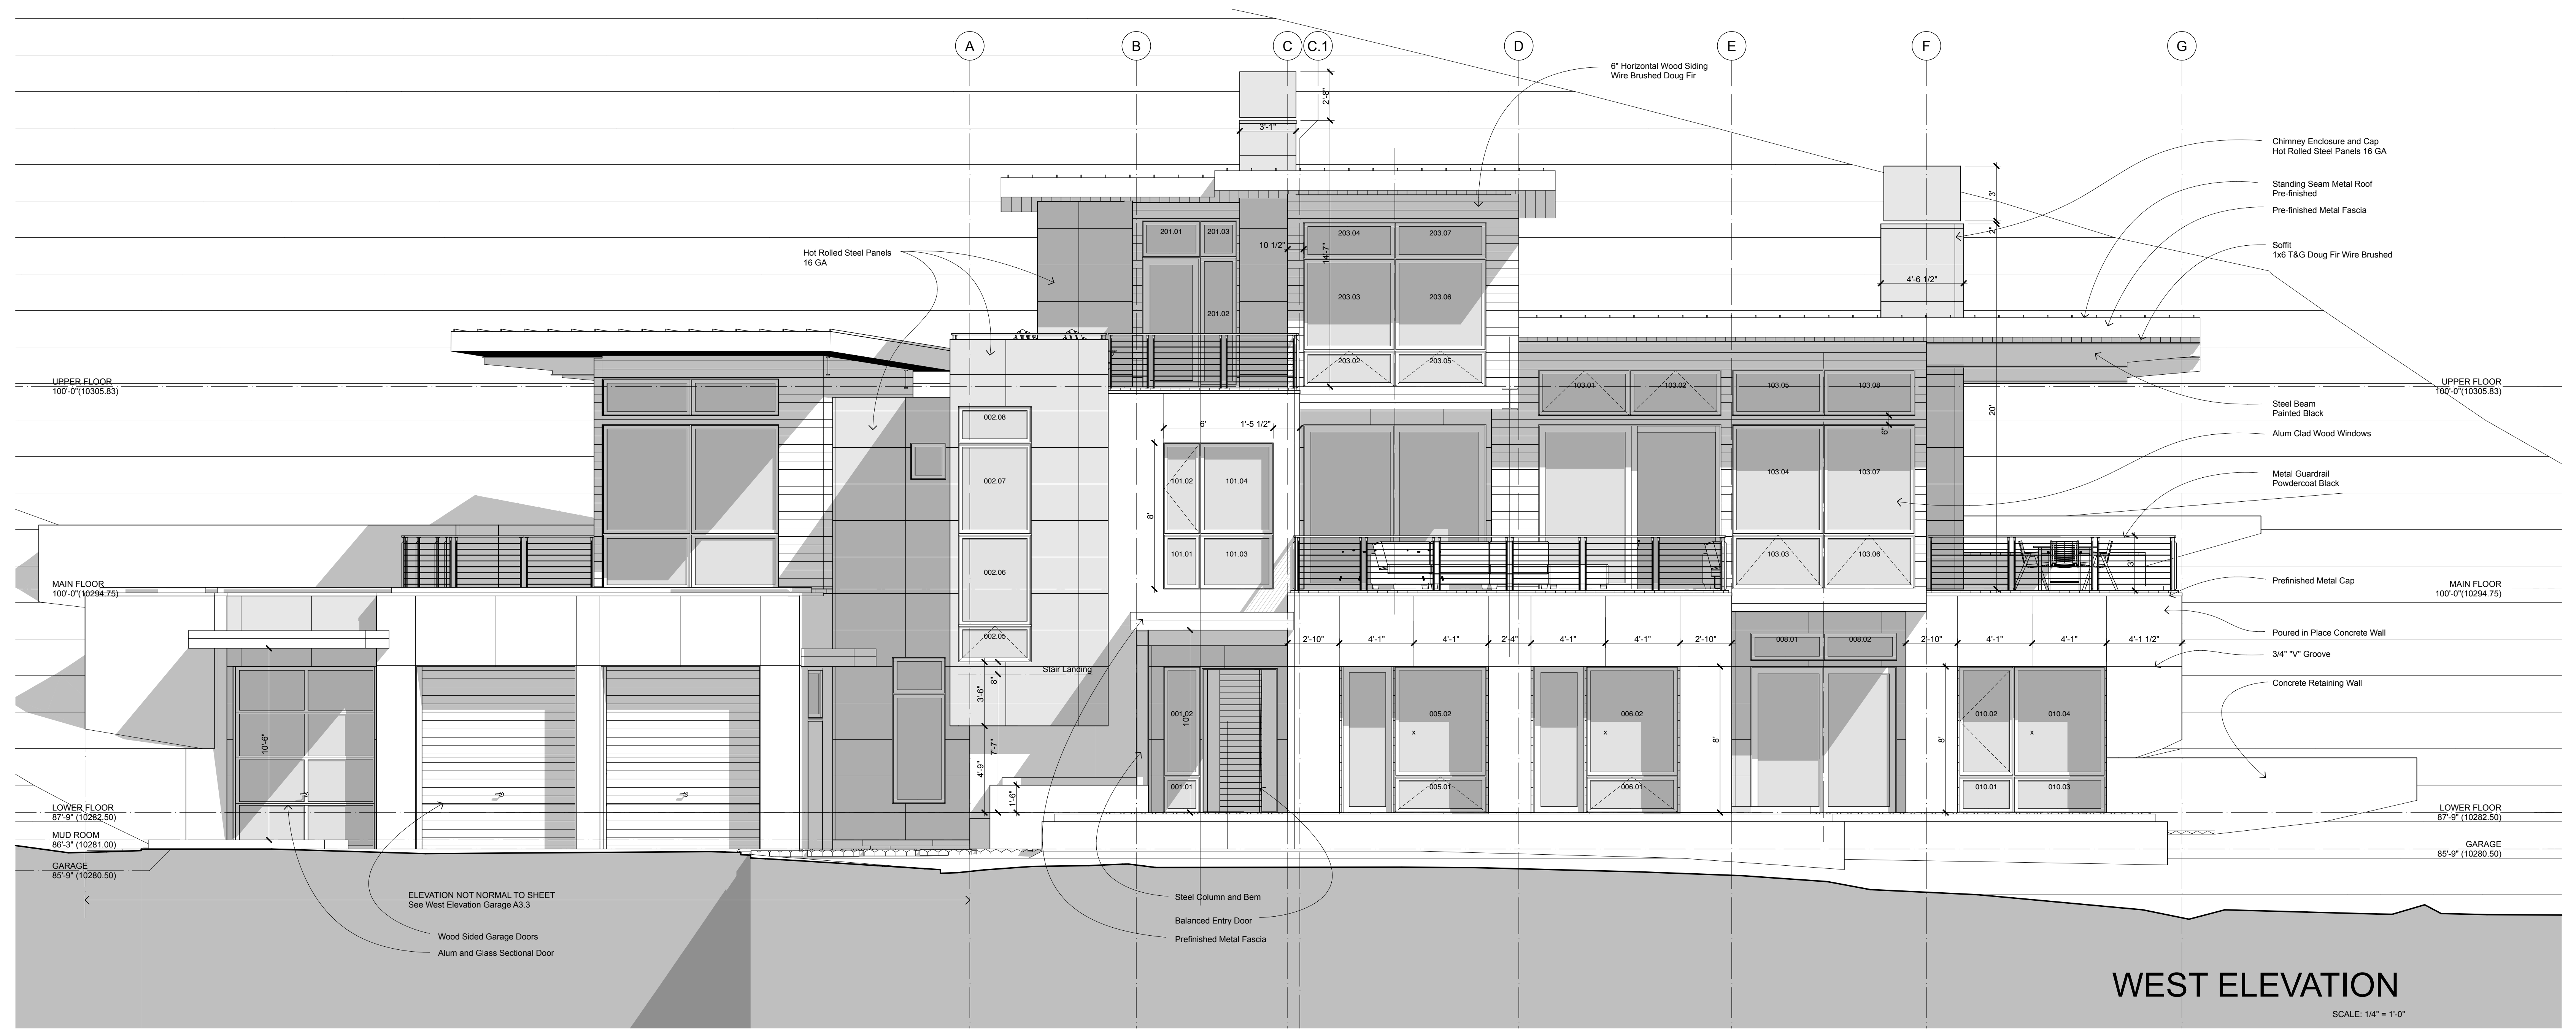 A
B
C
C.1
D
E
F
G
6" Horizontal Wood Siding
Wire Brushed Doug Fir
2'-8"
3'-1"
Chimney Enclosure and Cap
Hot Rolled Steel Panels 16 GA
Standing Seam Metal Roof
Pre-finished
3'
Pre-finished Metal Fascia
2"
201.01
201.03
203.04
203.07
10 1/2"
14'-7"
Soffit
1x6 T&G Doug Fir Wire Brushed
Hot Rolled Steel Panels
16 GA
4'-6 1/2"
203.03
203.06
201.02
203.02
203.05
UPPER FLOOR
100'-0"(10305.83)
103.01
103.02
103.05
103.08
UPPER FLOOR
100'-0"(10305.83)
Steel Beam
Painted Black
20'
002.08
6'
1'-5 1/2"
6"
Alum Clad Wood Windows
002.07
101.02
101.04
103.04
103.07
Metal Guardrail
Powdercoat Black
8'
101.01
101.03
103.03
103.06
3'
002.06
Prefinished Metal Cap
MAIN FLOOR
100'-0"(10294.75)
MAIN FLOOR
100'-0"(10294.75)
002.05
2'-10"
4'-1"
4'-1"
2'-4"
4'-1"
4'-1"
2'-10"
008.01
008.02
2'-10"
4'-1"
4'-1"
4'-1 1/2"
Poured in Place Concrete Wall
3/4" "V" Groove
Stair Landing
8"
3'-6"
Concrete Retaining Wall
001.02
10'
005.02
006.02
010.02
010.04
x
x
x
8'
8'
10'-6"
7'-7"
4'-9"
001.01
005.01
006.01
010.01
010.03
1'-6"
LOWER FLOOR
87'-9" (10282.50)
LOWER FLOOR
87'-9" (10282.50)
MUD ROOM
86'-3" (10281.00)
GARAGE
85'-9" (10280.50)
GARAGE
85'-9" (10280.50)
ELEVATION NOT NORMAL TO SHEET
See West Elevation Garage A3.3
Steel Column and Bem
Balanced Entry Door
Prefinished Metal Fascia
Wood Sided Garage Doors
Alum and Glass Sectional Door
WEST ELEVATION
SCALE: 1/4" = 1'-0"